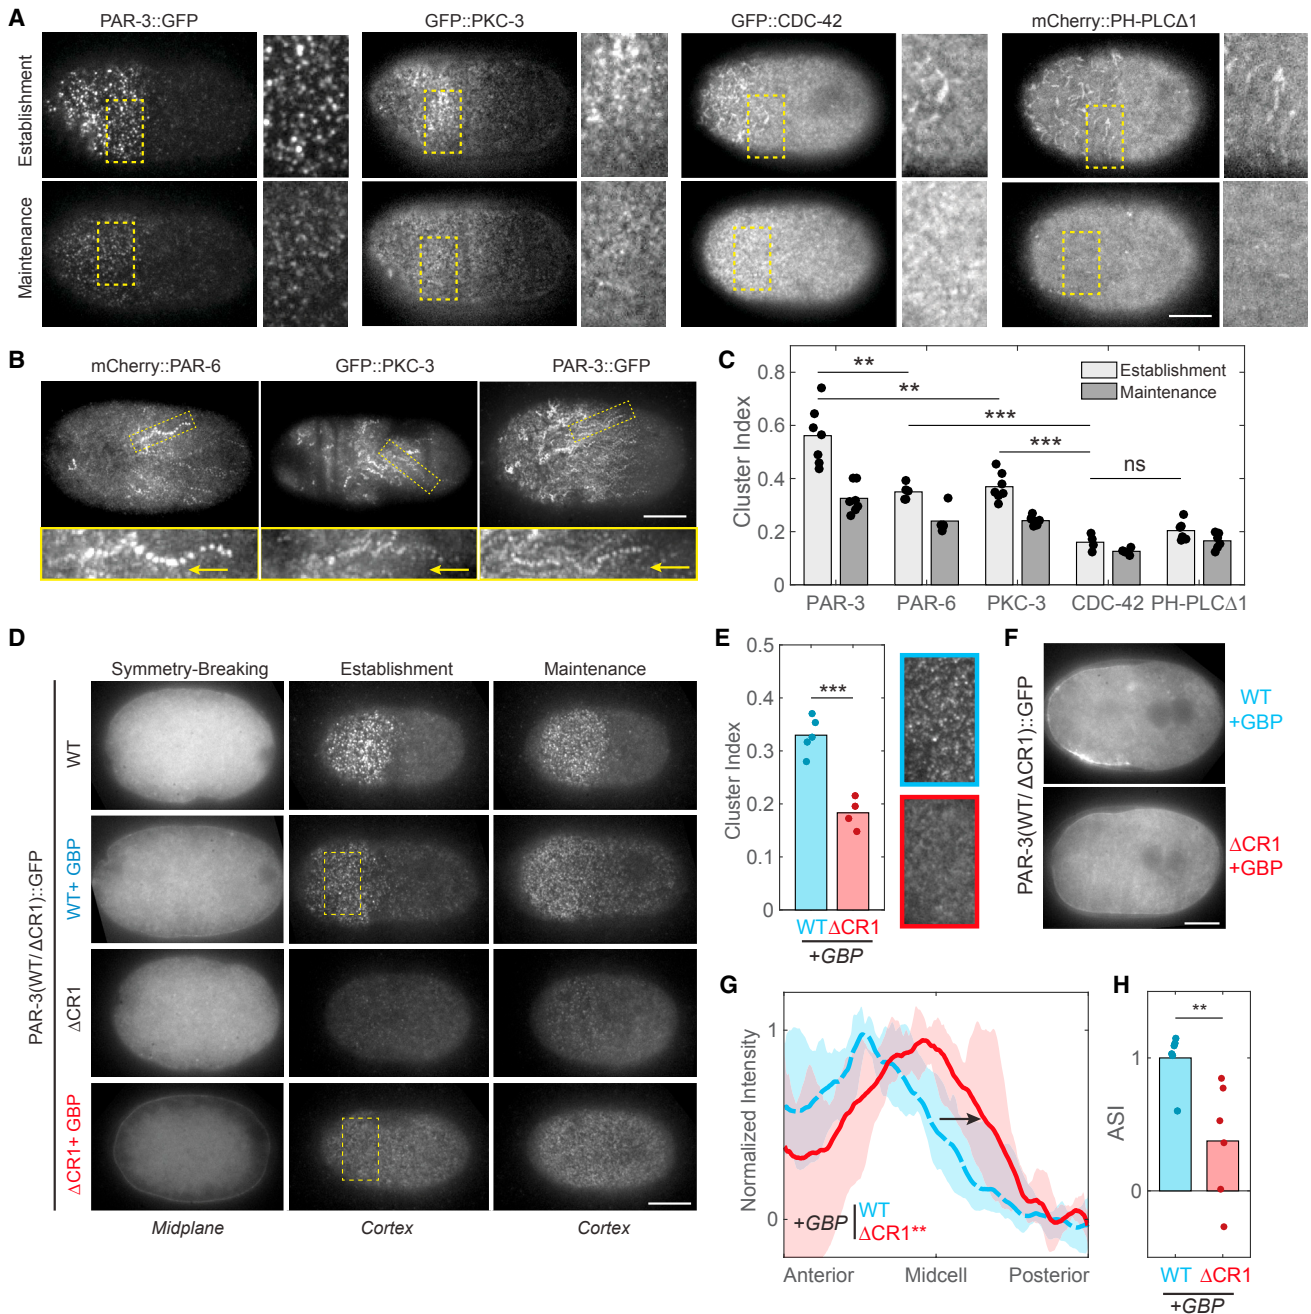 A
PAR-3::GFP
GFP::PKC-3
GFP::CDC-42
mCherry::PH-PLCΔ1
Establishment
Maintenance
B
mCherry::PAR-6
GFP::PKC-3
PAR-3::GFP
C
Cluster Index
0.8
0.6
0.4
0.2
0
**
**
***
***
ns
Establishment
Maintenance
PAR-3
PAR-6
PKC-3
CDC-42
PH-PLCΔ1
D
Symmetry-Breaking
Establishment
Maintenance
PAR-3(WT/ΔCR1)::GFP
WT
WT+ GBP
ΔCR1
ΔCR1+ GBP
Midplane
Cortex
Cortex
E
Cluster Index
0.5
0.4
0.3
0.2
0.1
0
***
WT ΔCR1
+GBP
F
PAR-3(WT/ΔCR1)::GFP
WT
+GBP
ΔCR1
+GBP
G
Normalized Intensity
1
0
+GBP
WT
ΔCR1**
Anterior
Midcell
Posterior
H
ASI
1
0
**
WT ΔCR1
+GBP